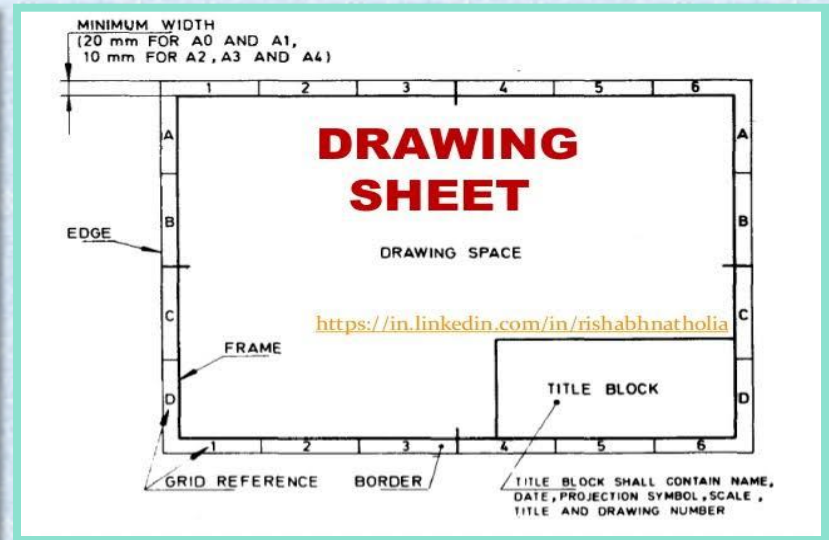 MINIMUM WIDTH
(20 mm FOR A0 AND A1,
10 mm FOR A2, A3 AND A4)
1 2 3 4 5 6
A A
DRAWING
SHEET
B B
EDGE
DRAWING SPACE
C C
https://in.linkedin.com/in/rishabhnatholia
FRAME
TITLE BLOCK
D D
1 2 3 4 5 6
GRID REFERENCE BORDER
TITLE BLOCK SHALL CONTAIN NAME,
DATE, PROJECTION SYMBOL, SCALE,
TITLE AND DRAWING NUMBER